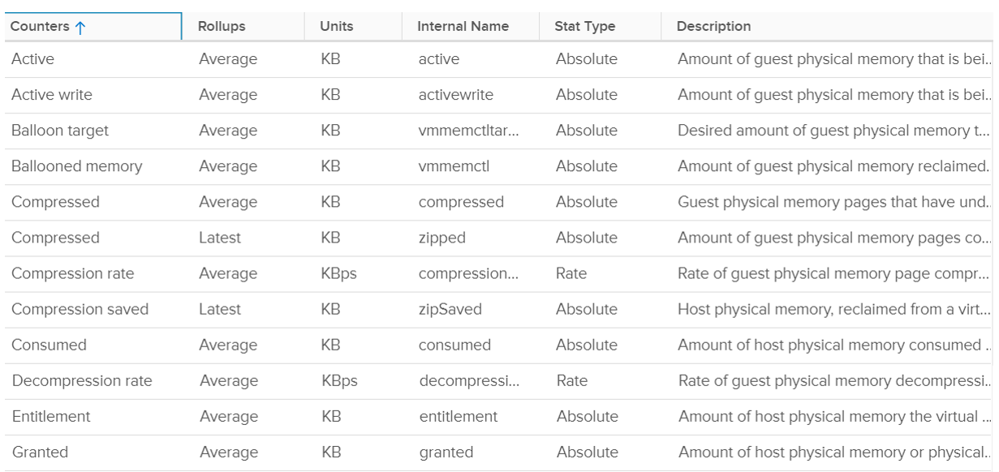 Counters ↑ Rollups Units Internal Name Stat Type Description
Active Average KB active Absolute Amount of guest physical memory that is bei...
Active write Average KB activewrite Absolute Amount of guest physical memory that is bei...
Balloon target Average KB vmmemctltar... Absolute Desired amount of guest physical memory t...
Ballooned memory Average KB vmmemctl Absolute Amount of guest physical memory reclaimed...
Compressed Average KB compressed Absolute Guest physical memory pages that have und...
Compressed Latest KB zipped Absolute Amount of guest physical memory pages co...
Compression rate Average KBps compression... Rate Rate of guest physical memory page compr...
Compression saved Latest KB zipSaved Absolute Host physical memory, reclaimed from a virt...
Consumed Average KB consumed Absolute Amount of host physical memory consumed ...
Decompression rate Average KBps decompressi... Rate Rate of guest physical memory decompressi...
Entitlement Average KB entitlement Absolute Amount of host physical memory the virtual ...
Granted Average KB granted Absolute Amount of host physical memory or physical...